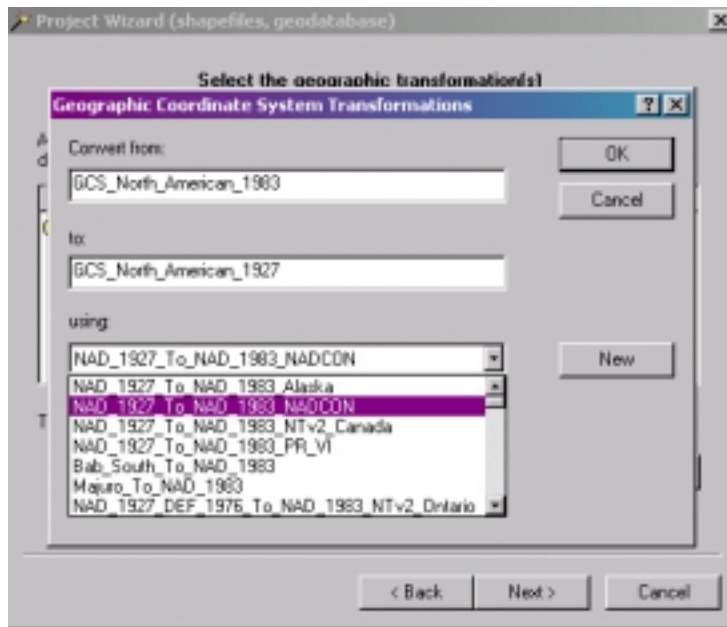 Project Wizard (shapefiles, geodatabase)
Select the geographic transformation(s)
Geographic Coordinate System Transformations
Convert from:
OK
GCS_North_American_1983
Cancel
to:
GCS_North_American_1927
using:
NAD_1927_To_NAD_1983_NADCON
New
NAD_1927_To_NAD_1983_Alaska
NAD_1927_To_NAD_1983_NADCON
NAD_1927_To_NAD_1983_NTv2_Canada
NAD_1927_To_NAD_1983_PR_VI
Bab_South_To_NAD_1983
Majuro_To_NAD_1983
NAD_1927_DEF_1976_To_NAD_1983_NTv2_Ontario
< Back
Next >
Cancel